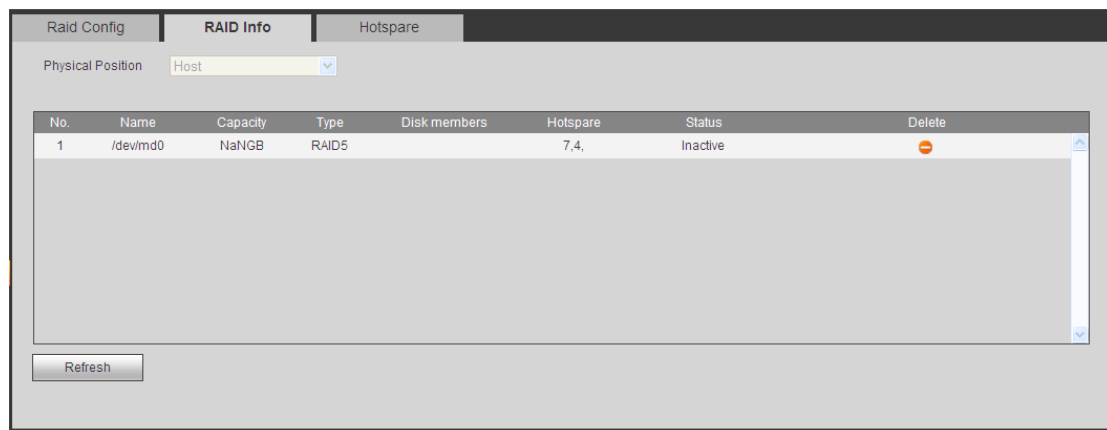 Raid Config RAID Info Hotspare
Physical Position Host
No. Name Capacity Type Disk members Hotspare Status Delete
1 /dev/md0 NaNGB RAID5 7,4, Inactive
Refresh